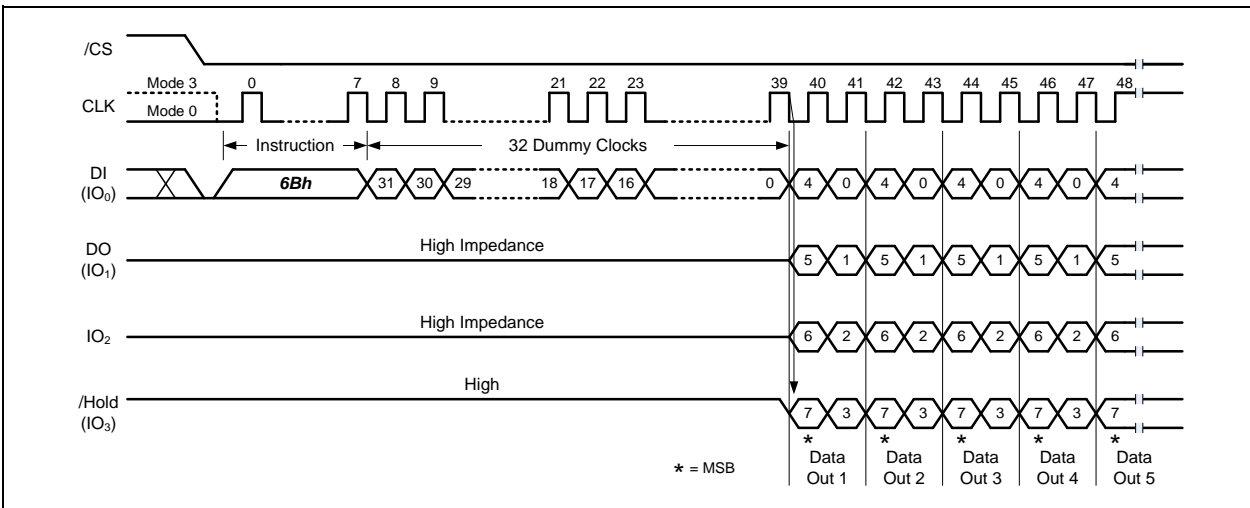 /CS
Mode 3 0 7 8 9 21 22 23 39 40 41 42 43 44 45 46 47 48
CLK
Mode 0
Instruction 32 Dummy Clocks
DI
(IO₀)
6Bh 31 30 29 18 17 16 0 4 0 4 0 4 0 4 0 4
High Impedance
DO
(IO₁)
5 1 5 1 5 1 5 1 5
High Impedance
IO₂
6 2 6 2 6 2 6 2 6
High
/Hold
(IO₃)
7 3 7 3 7 3 7 3 7
* * * * *
* = MSB
Data Data Data Data Data
Out 1 Out 2 Out 3 Out 4 Out 5